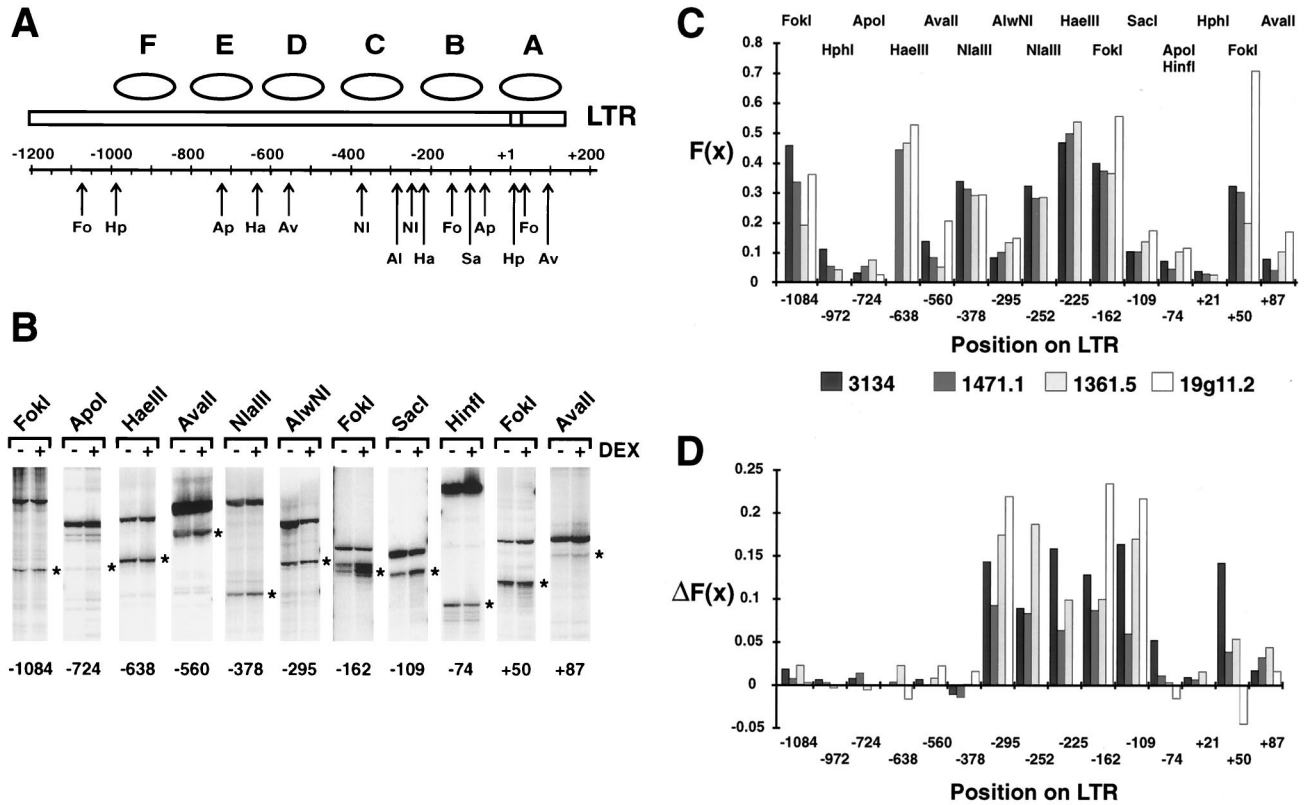 A
F E D C B A
LTR
-1200 -1000 -800 -600 -400 -200 +1 +200
Fo Hp Ap Ha Av Nl Nl Fo Ap Fo
Al Ha Sa Hp Av
B
FokI ApoI HaeIII AvaII NlaIII AlwNI FokI SacI HinfI FokI AvaII
- + - + - + - + - + - + - + - + - + - + - + DEX
* * * * * * * * * * *
-1084 -724 -638 -560 -378 -295 -162 -109 -74 +50 +87
C
FokI ApoI AvaII AlwNI HaeIII SacI HphI AvaII
HphI HaeIII NlaIII NlaIII FokI ApoI FokI
HinfI
F(x)
0.8
0.7
0.6
0.5
0.4
0.3
0.2
0.1
0
-1084 -724 -560 -295 -225 -109 +21 +87
-972 -638 -378 -252 -162 -74 +50
Position on LTR
3134 1471.1 1361.5 19g11.2
D
ΔF(x)
0.25
0.2
0.15
0.1
0.05
0
-0.05
-1084 -724 -560 -295 -225 -109 +21 +87
-972 -638 -378 -252 -162 -74 +50
Position on LTR